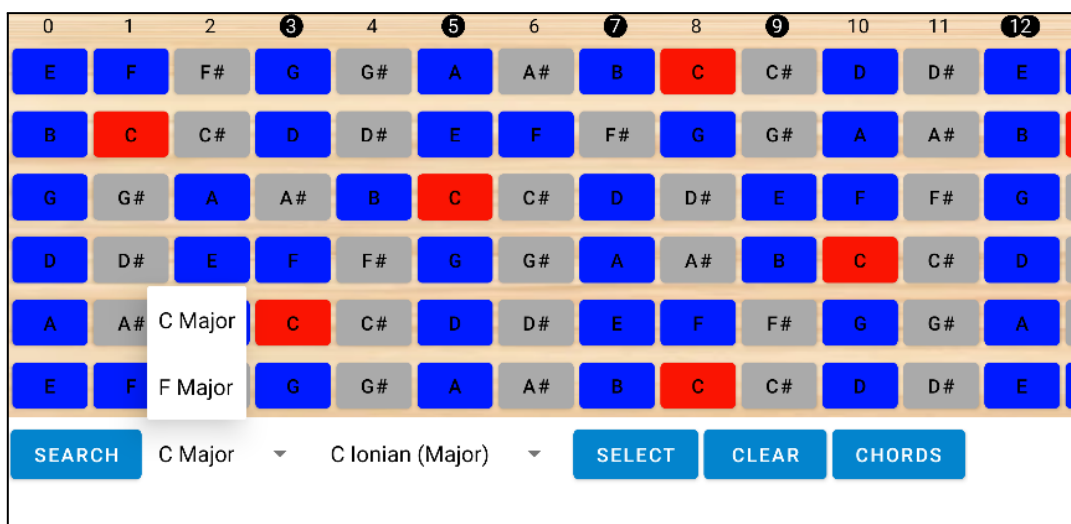 0 1 2 3 4 5 6 7 8 9 10 11 12
E F F# G G# A A# B C C# D D# E
B C C# D D# E F F# G G# A A# B
G G# A A# B C C# D D# E F F# G
D D# E F F# G G# A A# B C C# D
A A# C C# D D# E F F# G G# A
C Major
E F G G# A A# B C C# D D# E
F Major
SEARCH C Major C Ionian (Major) SELECT CLEAR CHORDS